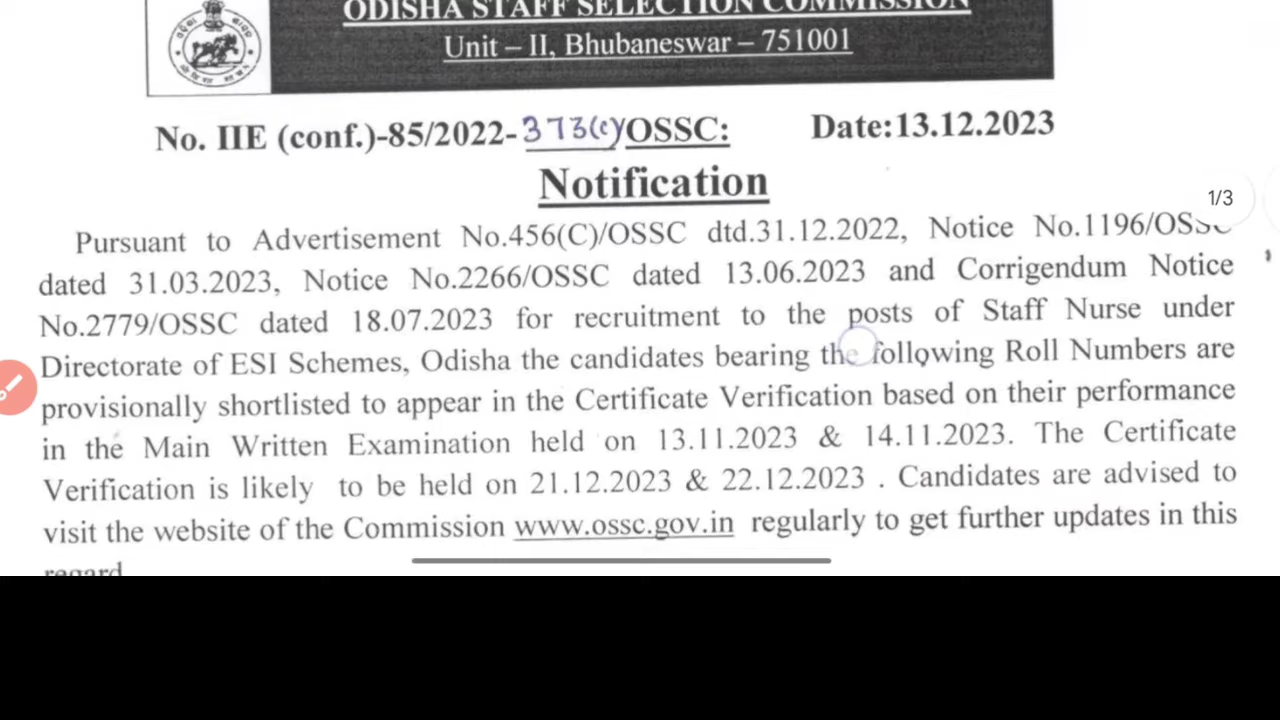 ODISHA STAFF SELECTION COMMISSION
Unit – II, Bhubaneswar – 751001
No. IIE (conf.)-85/2022-373(c)/OSSC: Date:13.12.2023
Notification
1/3
Pursuant to Advertisement No.456(C)/OSSC dtd.31.12.2022, Notice No.1196/OSSC
dated 31.03.2023, Notice No.2266/OSSC dated 13.06.2023 and Corrigendum Notice
No.2779/OSSC dated 18.07.2023 for recruitment to the posts of Staff Nurse under
Directorate of ESI Schemes, Odisha the candidates bearing the following Roll Numbers are
provisionally shortlisted to appear in the Certificate Verification based on their performance
in the Main Written Examination held on 13.11.2023 & 14.11.2023. The Certificate
Verification is likely to be held on 21.12.2023 & 22.12.2023 . Candidates are advised to
visit the website of the Commission www.ossc.gov.in regularly to get further updates in this
regard